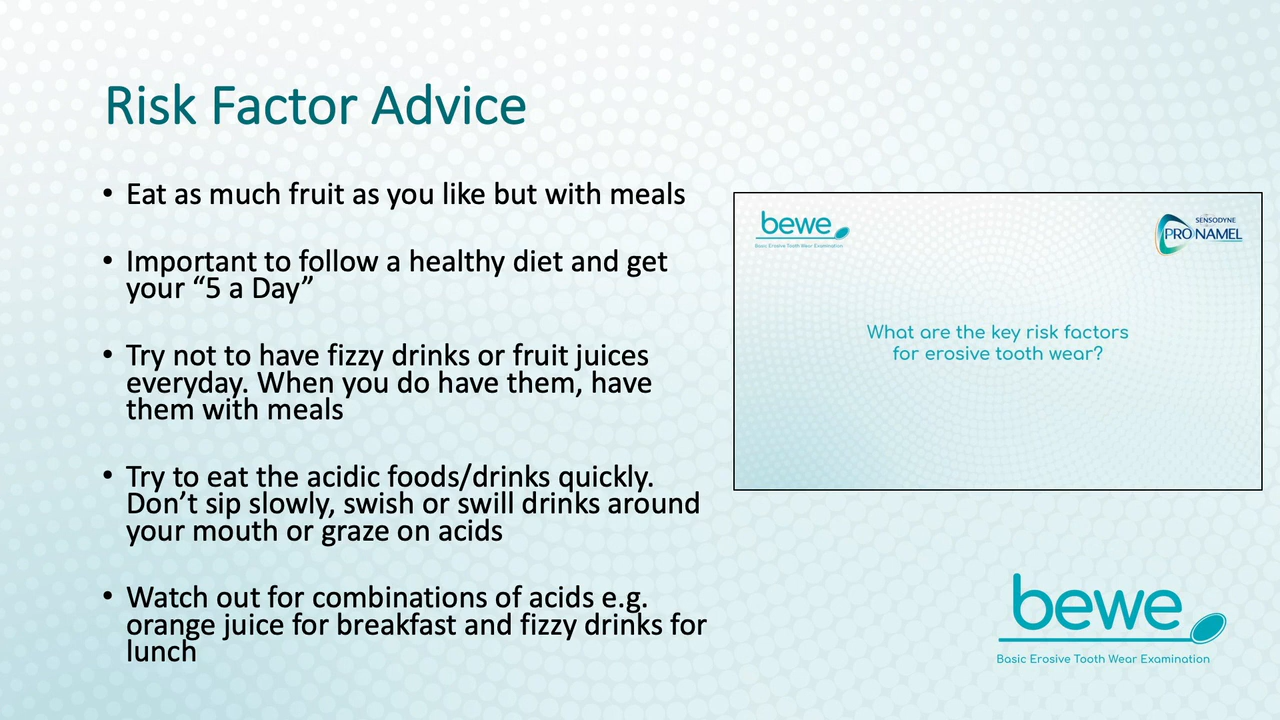 Risk Factor Advice
• Eat as much fruit as you like but with meals
• Important to follow a healthy diet and get
your “5 a Day”
• Try not to have fizzy drinks or fruit juices
everyday. When you do have them, have
them with meals
• Try to eat the acidic foods/drinks quickly.
Don’t sip slowly, swish or swill drinks around
your mouth or graze on acids
• Watch out for combinations of acids e.g.
orange juice for breakfast and fizzy drinks for
lunch
bewe
Basic Erosive Tooth Wear Examination
SENSODYNE
PRONAMEL
What are the key risk factors
for erosive tooth wear?
bewe
Basic Erosive Tooth Wear Examination